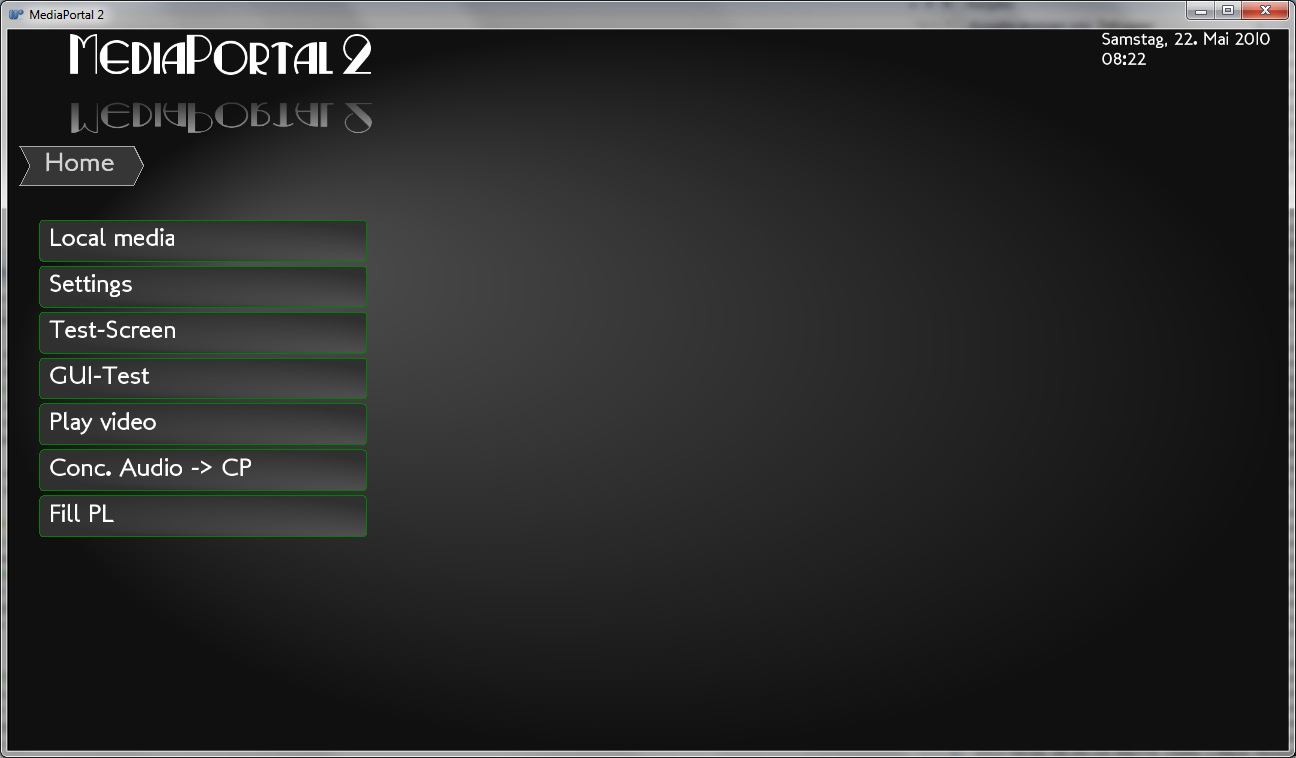 MediaPortal 2
MEDIAPORTAL 2
Samstag, 22. Mai 2010
08:22
Home
Local media
Settings
Test-Screen
GUI-Test
Play video
Conc. Audio -> CP
Fill PL